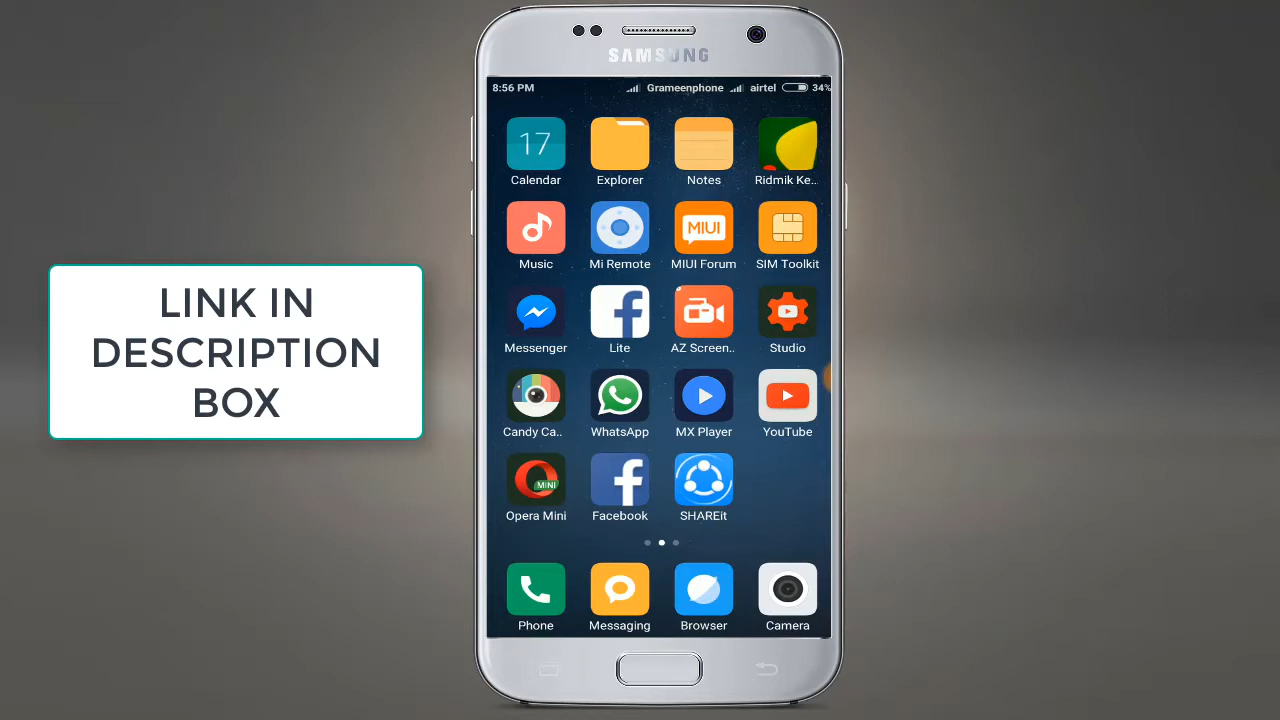 SAMSUNG
8:56 PM Grameenphone airtel 34%
17
Calendar Explorer Notes Ridmik Ke..
MIUI
Music Mi Remote MIUI Forum SIM Toolkit
Messenger Lite AZ Screen.. Studio
LINK IN
DESCRIPTION
BOX
Candy Ca.. WhatsApp MX Player YouTube
MINI
Opera Mini Facebook SHAREit
Phone Messaging Browser Camera